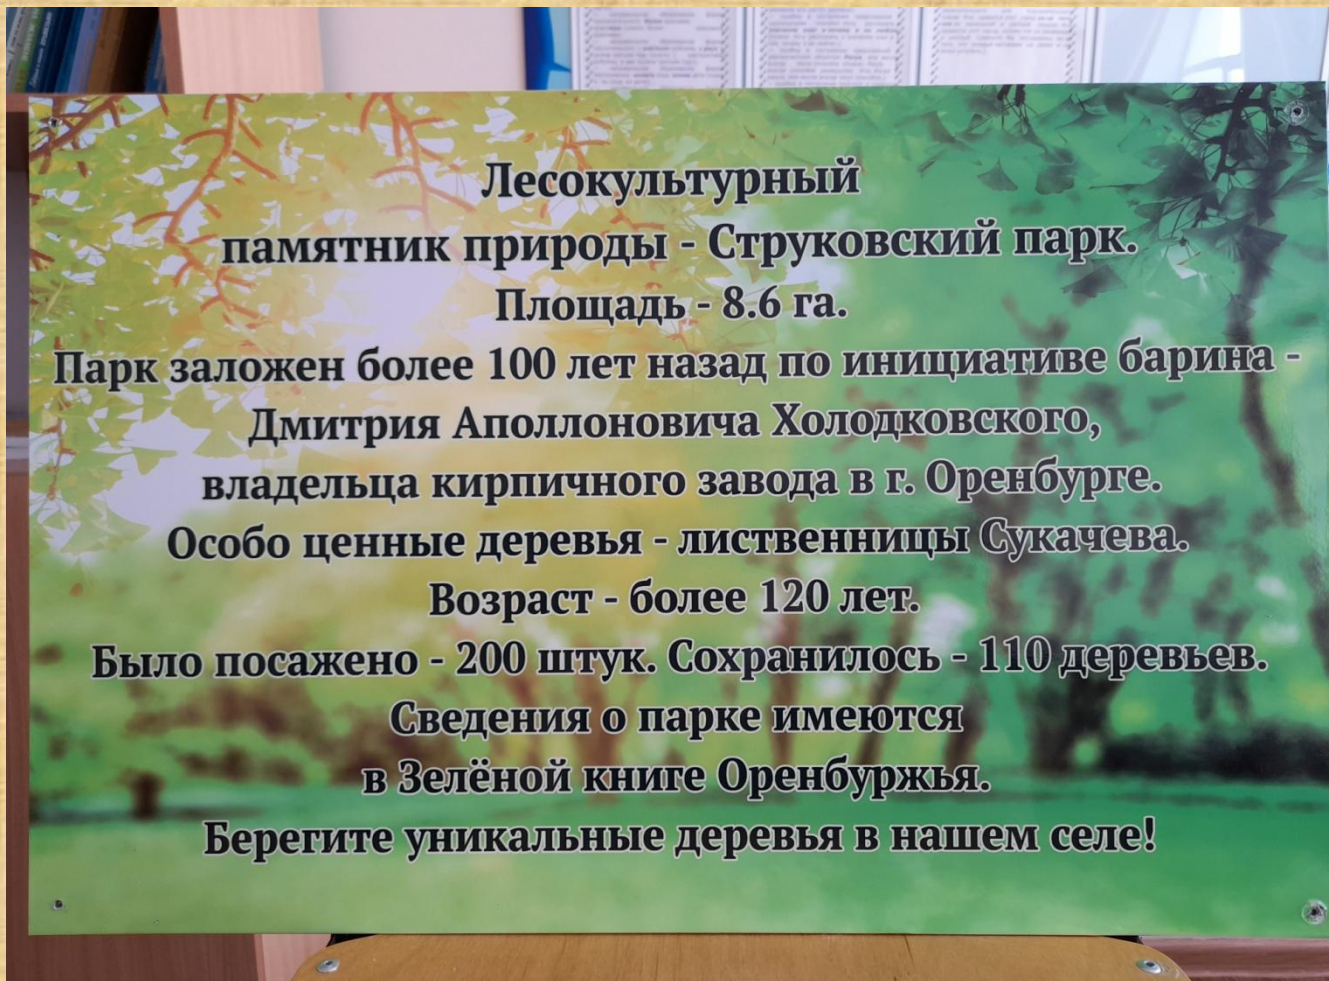 Лесокультурный
памятник природы - Струковский парк.
Площадь - 8.6 га.
Парк заложен более 100 лет назад по инициативе барина -
Дмитрия Аполлоновича Холодковского,
владельца кирпичного завода в г. Оренбурге.
Особо ценные деревья - лиственницы Сукачева.
Возраст - более 120 лет.
Было посажено - 200 штук. Сохранилось - 110 деревьев.
Сведения о парке имеются
в Зелёной книге Оренбуржья.
Берегите уникальные деревья в нашем селе!